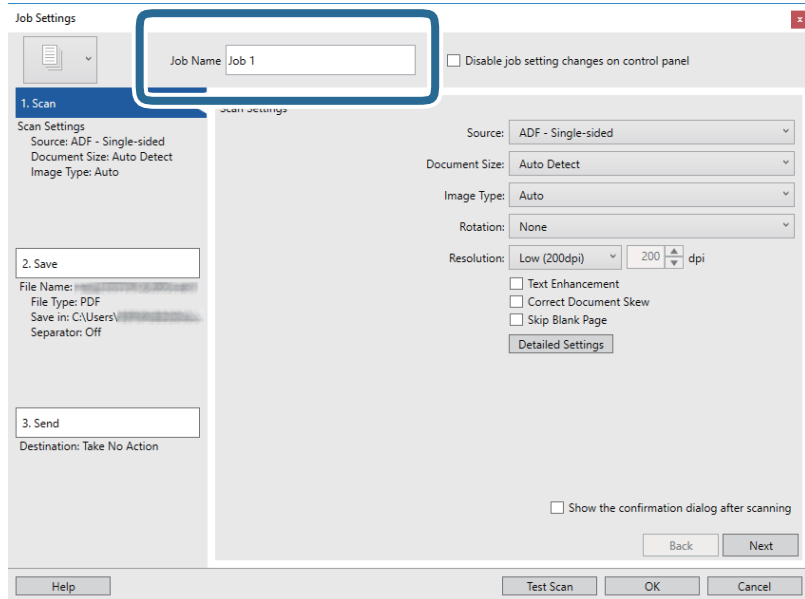 Job Settings
x
Job Name Job 1
Disable job setting changes on control panel
1. Scan
Scan Settings
Source: ADF - Single-sided
Document Size: Auto Detect
Image Type: Auto
2. Save
File Name:
File Type: PDF
Save in: C:\Users\
Separator: Off
3. Send
Destination: Take No Action
Scan Settings
Source: ADF - Single-sided
Document Size: Auto Detect
Image Type: Auto
Rotation: None
Resolution: Low (200dpi) 200 dpi
Text Enhancement
Correct Document Skew
Skip Blank Page
Detailed Settings
Show the confirmation dialog after scanning
Back Next
Help Test Scan OK Cancel